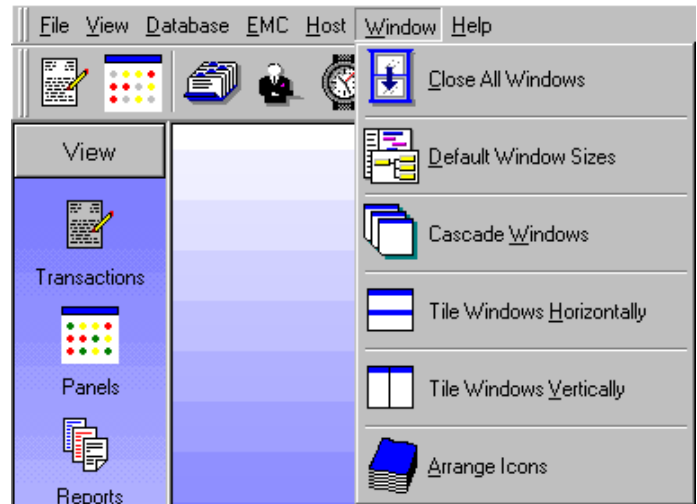 File View Database EMC Host Window Help
Close All Windows
View
Default Window Sizes
Cascade Windows
Transactions
Tile Windows Horizontally
Panels
Tile Windows Vertically
Arrange Icons
Reports